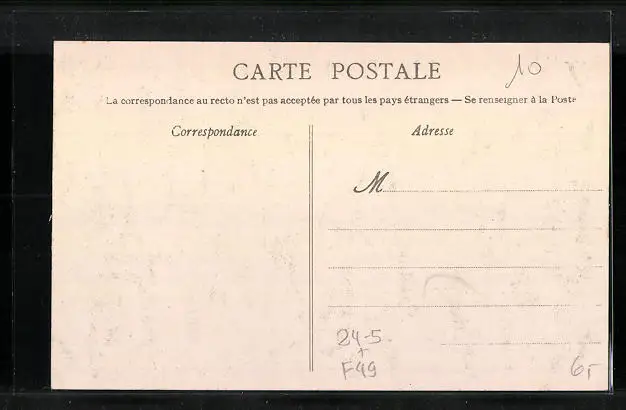 CARTE POSTALE
10
La correspondance au recto n'est pas acceptée par tous les pays étrangers — Se renseigner à la Poste
Correspondance
Adresse
M
24-5
F49
6,-